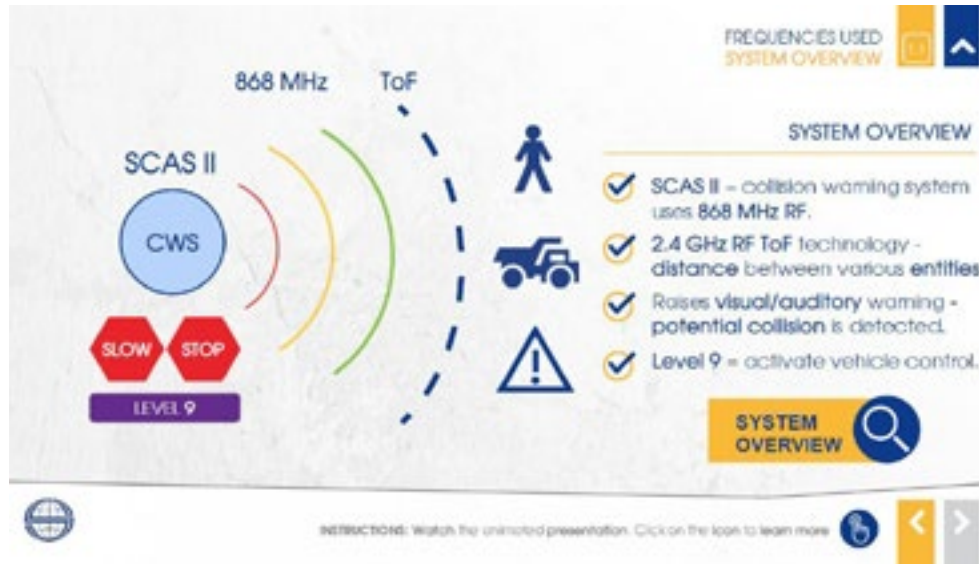 FREQUENCIES USED
SYSTEM OVERVIEW
868 MHz
ToF
SCAS II
CWS
SLOW
STOP
LEVEL 9
SYSTEM OVERVIEW
SCAS II – collision warning system
uses 868 MHz RF.
2.4 GHz RF ToF technology -
distance between various entities
Raises visual/auditory warning -
potential collision is detected.
Level 9 = activate vehicle control.
SYSTEM
OVERVIEW
INSTRUCTIONS: Watch the animated presentation. Click on the icon to learn more